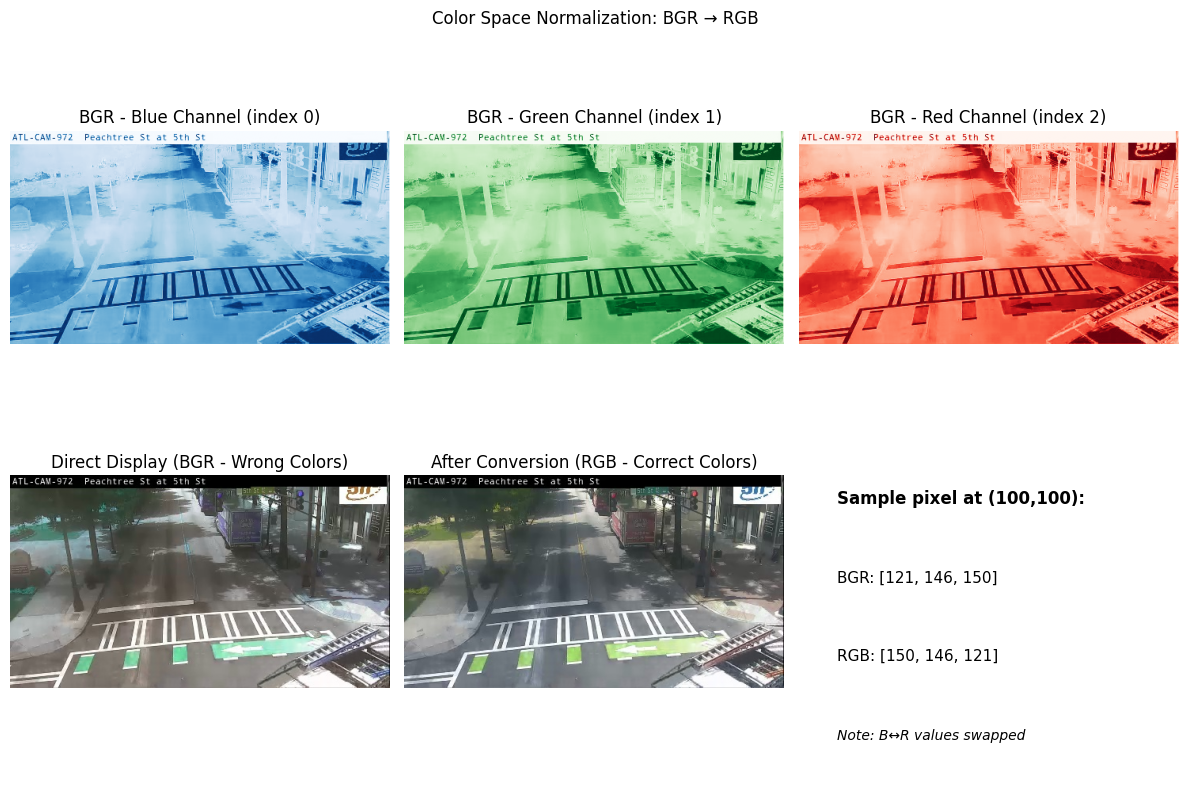 Color Space Normalization: BGR → RGB
BGR - Blue Channel (index 0)
BGR - Green Channel (index 1)
BGR - Red Channel (index 2)
ATL-CAM-972 Peachtree St at 5th St
ATL-CAM-972 Peachtree St at 5th St
ATL-CAM-972 Peachtree St at 5th St
Direct Display (BGR - Wrong Colors)
After Conversion (RGB - Correct Colors)
ATL-CAM-972 Peachtree St at 5th St
ATL-CAM-972 Peachtree St at 5th St
Sample pixel at (100,100):
BGR: [121, 146, 150]
RGB: [150, 146, 121]
Note: B↔R values swapped